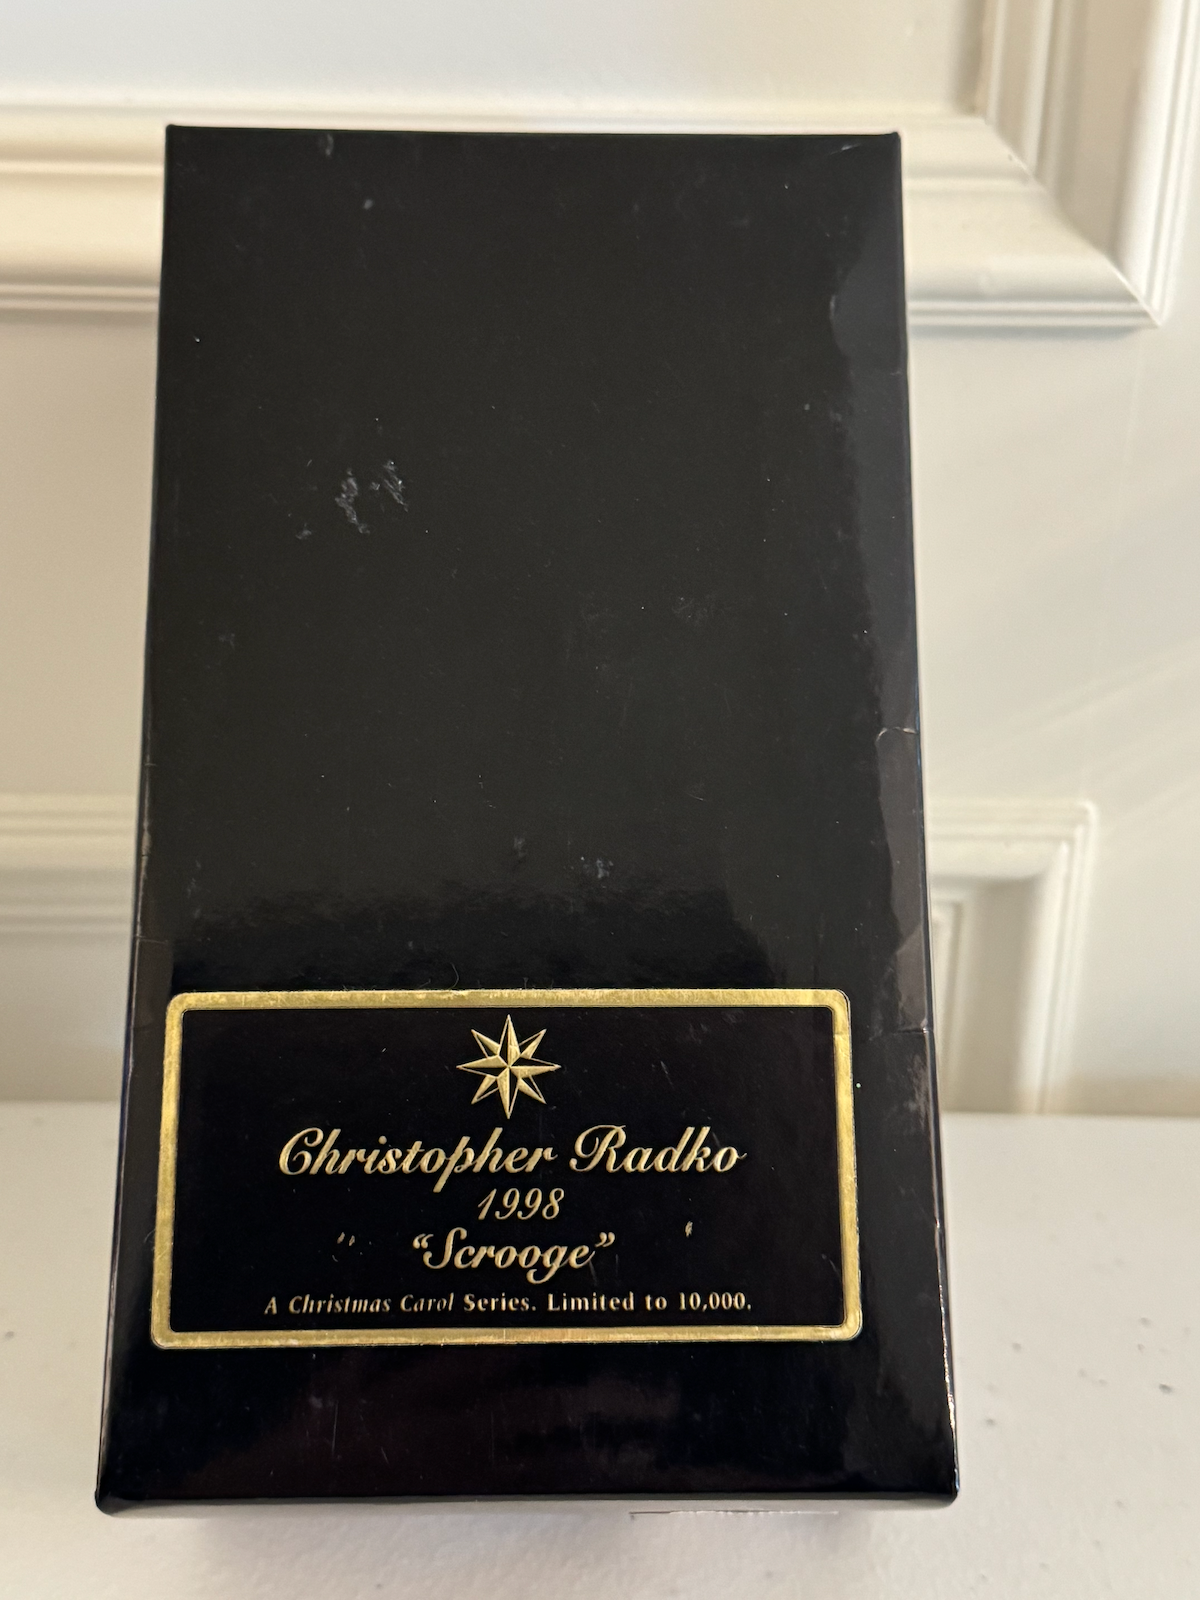 Christopher Radko
1998
“Scrooge”
A Christmas Carol Series. Limited to 10,000.